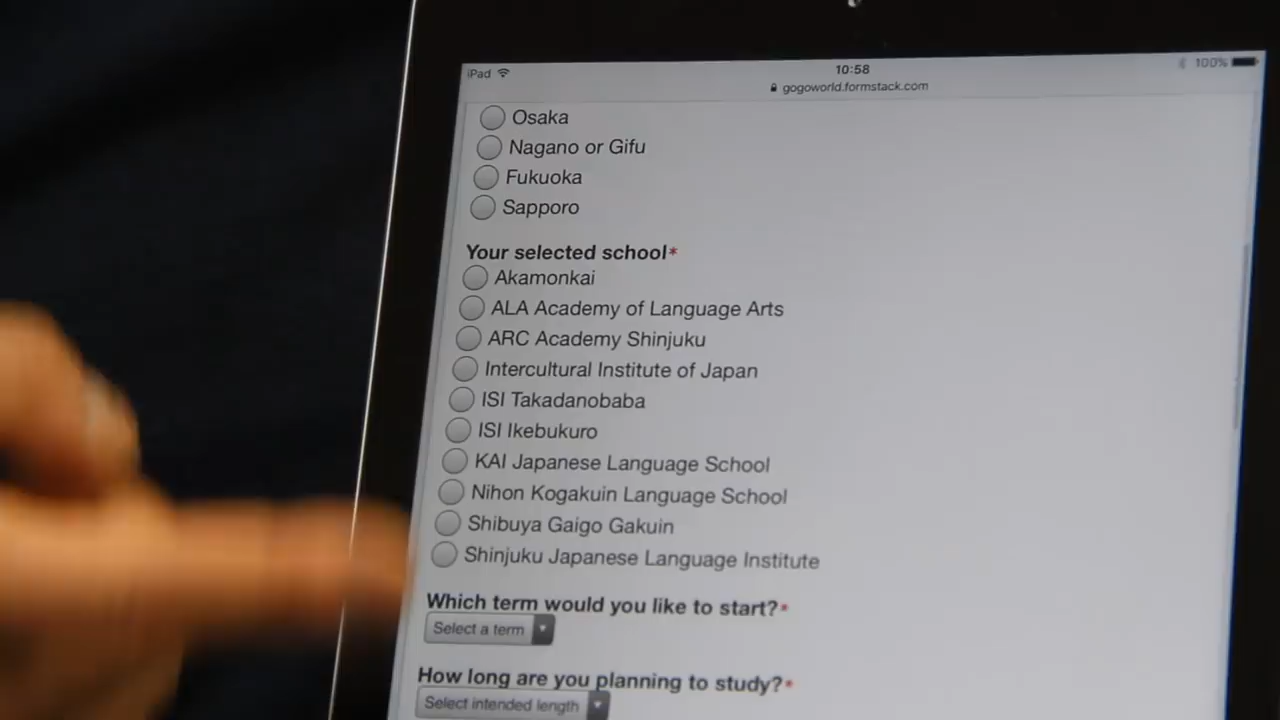 iPad
10:58
100%
gogoworld.formstack.com
Osaka
Nagano or Gifu
Fukuoka
Sapporo
Your selected school*
Akamonkai
ALA Academy of Language Arts
ARC Academy Shinjuku
Intercultural Institute of Japan
ISI Takadanobaba
ISI Ikebukuro
KAI Japanese Language School
Nihon Kogakuin Language School
Shibuya Gaigo Gakuin
Shinjuku Japanese Language Institute
Which term would you like to start?*
Select a term
How long are you planning to study?*
Select intended length